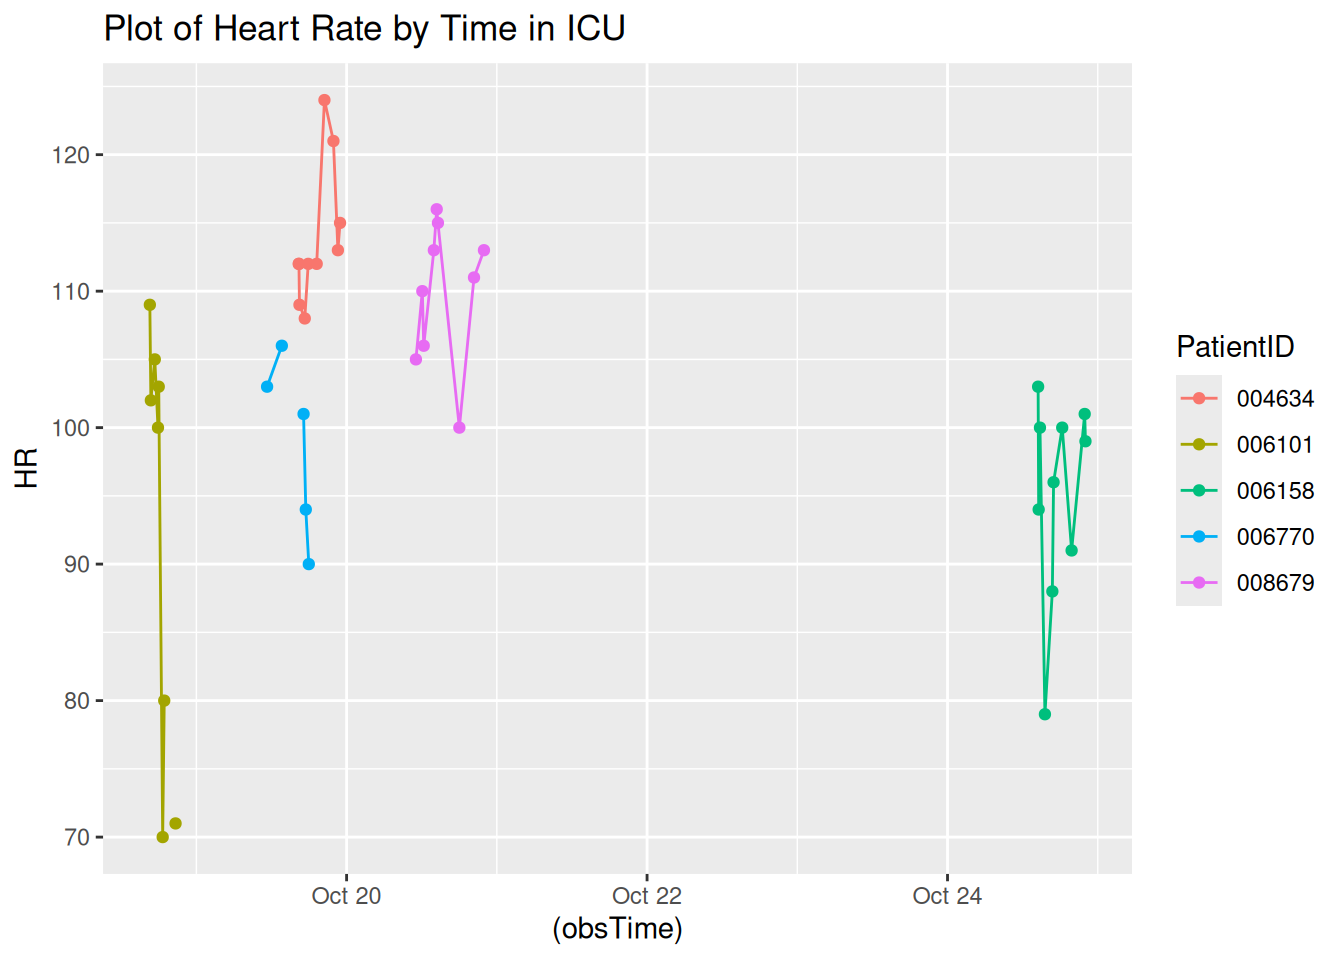 Plot of Heart Rate by Time in ICU
120
110
100
90
80
70
HR
Oct 20
Oct 22
Oct 24
(obsTime)
PatientID
004634
006101
006158
006770
008679